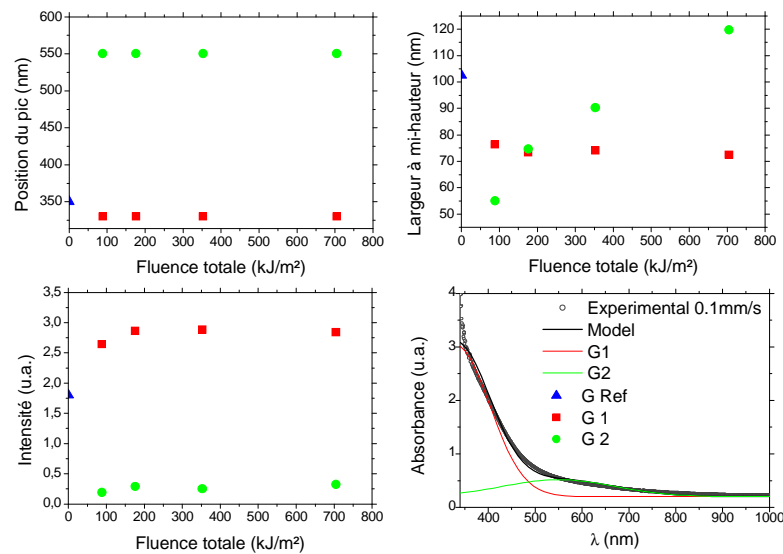 600
550
500
450
400
350
Position du pic (nm)
0 100 200 300 400 500 600 700 800
Fluence totale (kJ/m²)
120
110
100
90
80
70
60
50
Largeur à mi-hauteur (nm)
0 100 200 300 400 500 600 700 800
Fluence totale (kJ/m²)
3,5
3,0
2,5
2,0
1,5
1,0
0,5
0,0
Intensité (u.a.)
0 100 200 300 400 500 600 700 800
Fluence totale (kJ/m²)
4
3
2
1
0
Absorbance (u.a.)
Experimental 0.1mm/s
Model
G1
G2
G Ref
G 1
G 2
400 500 600 700 800 900 1000
λ (nm)